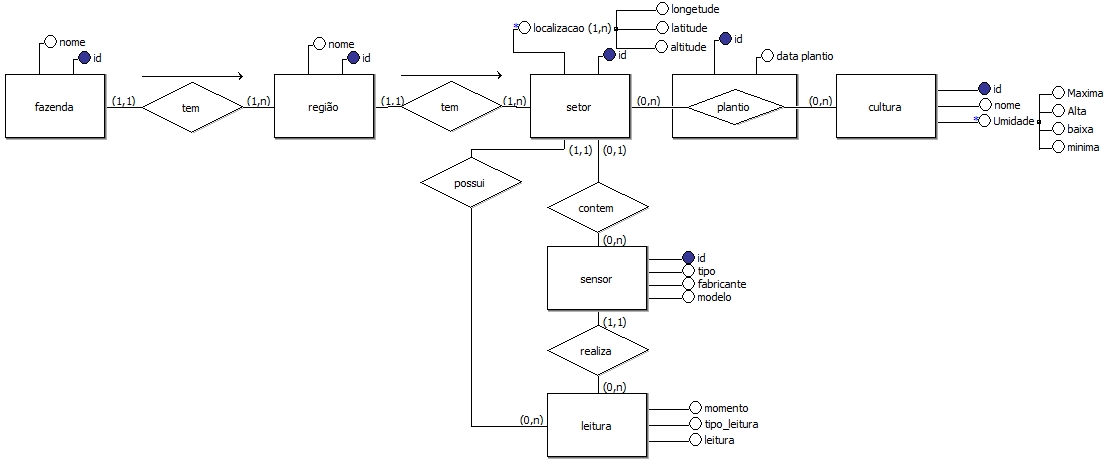 longetude
* localizacao (1,n)
latitude
altitude
nome
id
nome
id
id
id
data plantio
fazenda
(1,1)
tem
(1,n)
região
(1,1)
tem
(1,n)
setor
(0,n)
plantio
(0,n)
cultura
id
nome
* Umidade
Maxima
Alta
baixa
minima
(1,1)
(0,1)
possui
contem
(0,n)
sensor
id
tipo
fabricante
modelo
(1,1)
realiza
(0,n)
(0,n)
leitura
momento
tipo_leitura
leitura